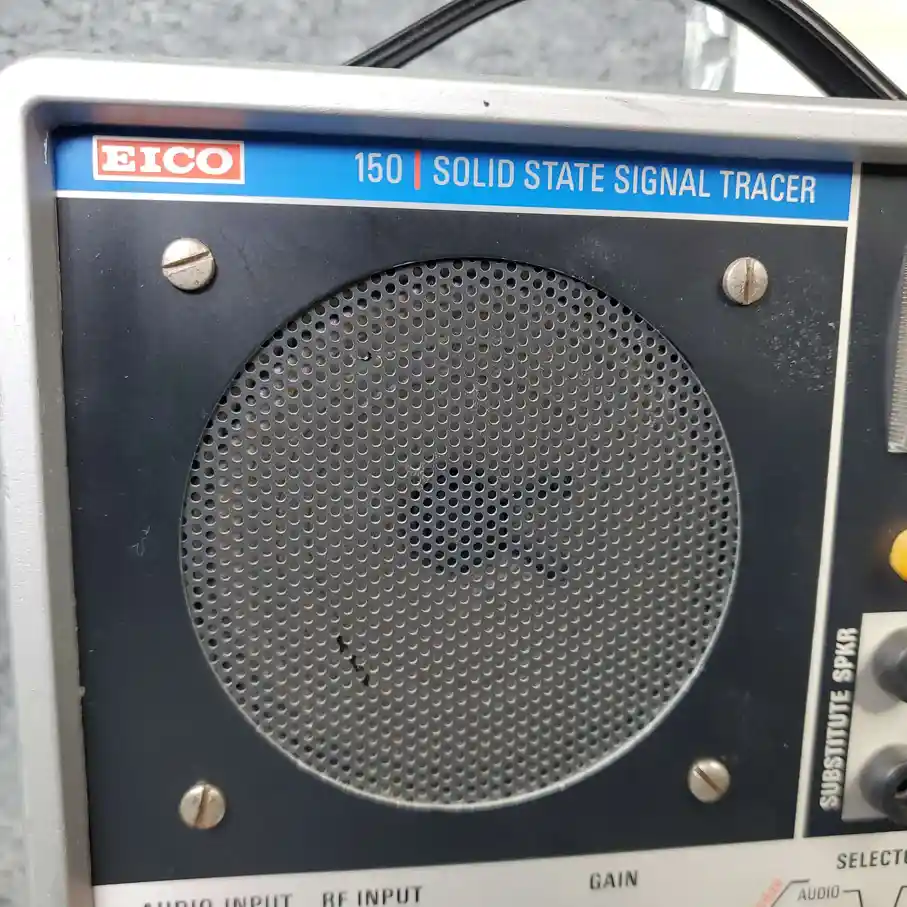 EICO
150 | SOLID STATE SIGNAL TRACER
SUBSTITUTE SPKR
GAIN
AUDIO INPUT RF INPUT
AUDIO